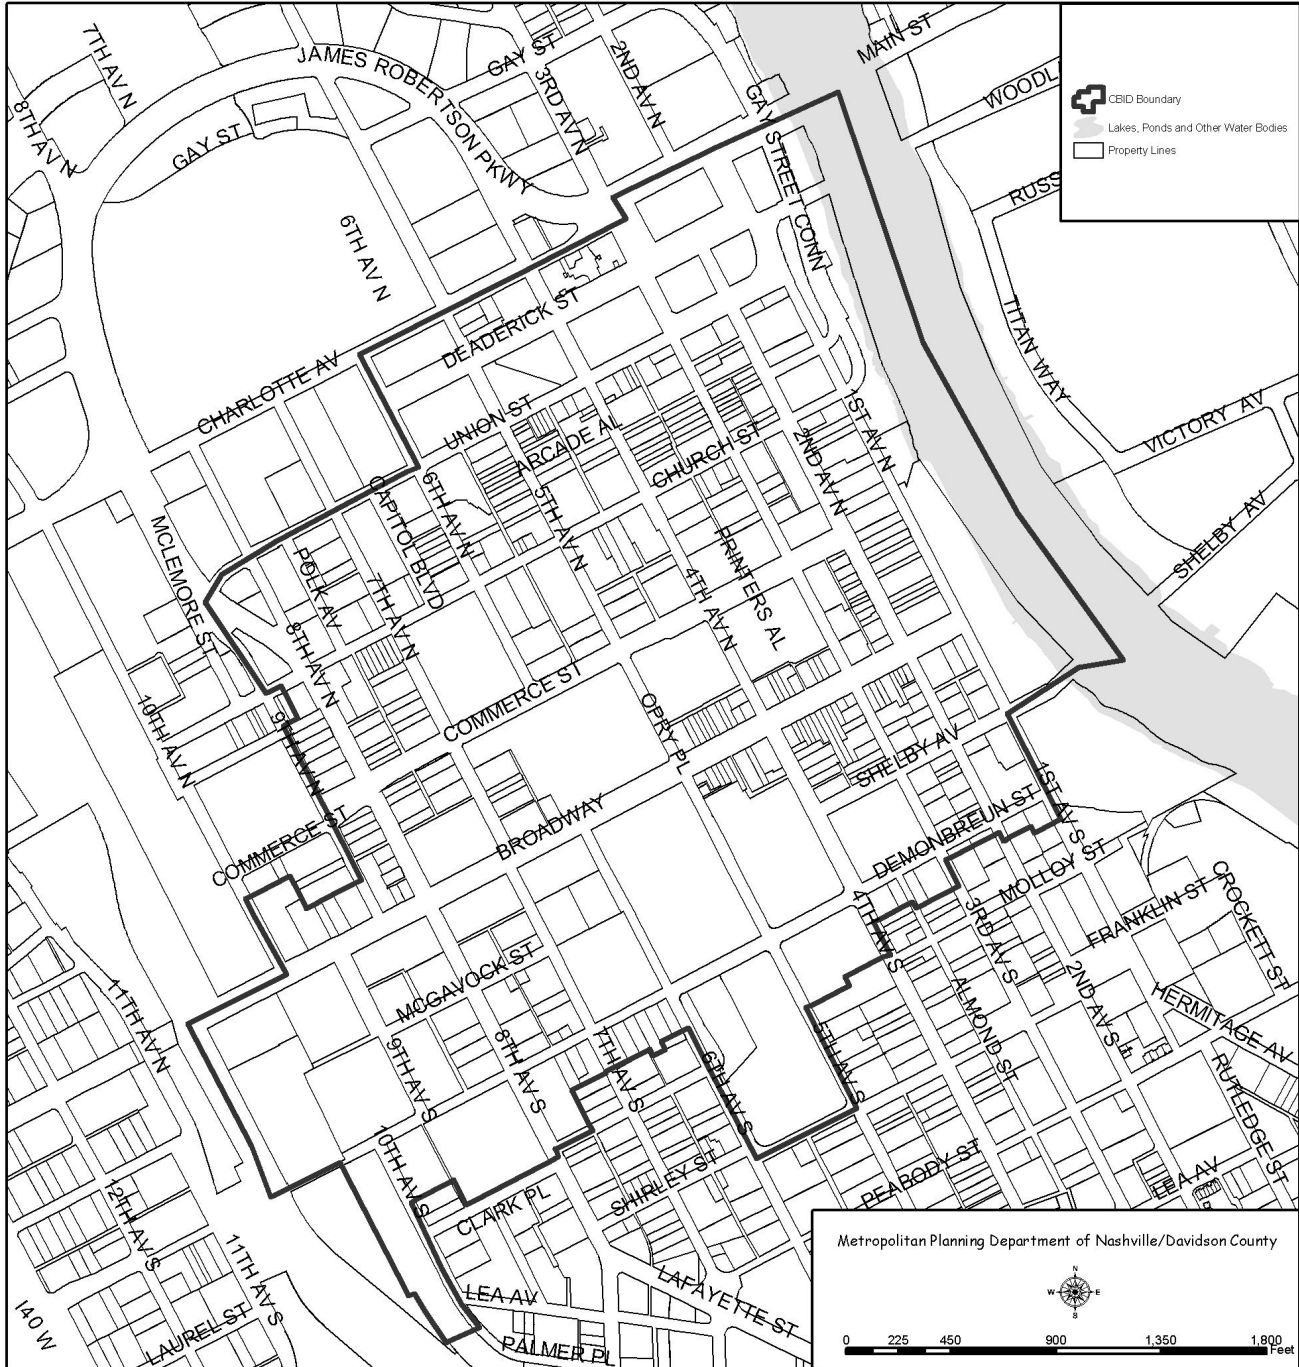 7TH AV N
8TH AV N
JAMES ROBERTSON PKWY
GAY ST
3RD AV N
2ND AV N
MAIN ST
WOODL
GAY ST
GAY STREET CONN
CBID Boundary
Lakes, Ponds and Other Water Bodies
Property Lines
RUSS
6TH AV N
DEADERICK ST
TITAN WAY
CHARLOTTE AV
UNION ST
ARCADE AL
CHURCH ST
1ST AV N
2ND AV N
VICTORY AV
SHELBY AV
CAPITOL BLVD
6TH AV N
5TH AV N
MCLEMORE ST
POLK AV
7TH AV N
8TH AV N
4TH AV N
PRINTERS AL
10TH AV N
9TH AV N
COMMERCE ST
OPRY PL
SHELBY AV
1ST AV S
COMMERCE ST
BROADWAY
DEMONBREUN ST
MOLLOY ST
FRANKLIN ST
CROCKETT ST
4TH AV S
3RD AV S
MCGAVOCK ST
11TH AV N
ALMOND ST
2ND AV S
HERMITAGE AV
9TH AV S
8TH AV S
7TH AV S
6TH AV S
5TH AV S
RUTLEDGE ST
10TH AV S
CLARK PL
SHIRLEY ST
PEABODY ST
LEA AV
12TH AV S
11TH AV S
LEA AV
LAFAYETTE ST
I40 W
LAUREL ST
PALMER PL
Metropolitan Planning Department of Nashville/Davidson County
N
W E
S
0 225 450 900 1,350 1,800
Feet